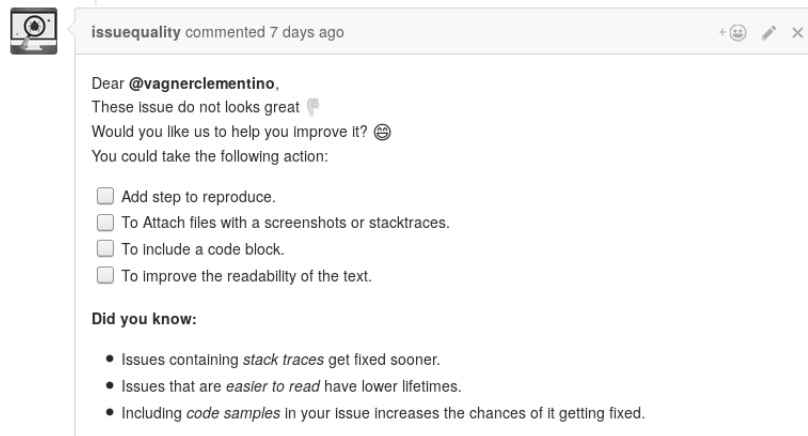 issuequality commented 7 days ago
Dear @vagnerclementino,
These issue do not looks great 👎
Would you like us to help you improve it? 😄
You could take the following action:
Add step to reproduce.
To Attach files with a screenshots or stacktraces.
To include a code block.
To improve the readability of the text.
Did you know:
Issues containing stack traces get fixed sooner.
Issues that are easier to read have lower lifetimes.
Including code samples in your issue increases the chances of it getting fixed.